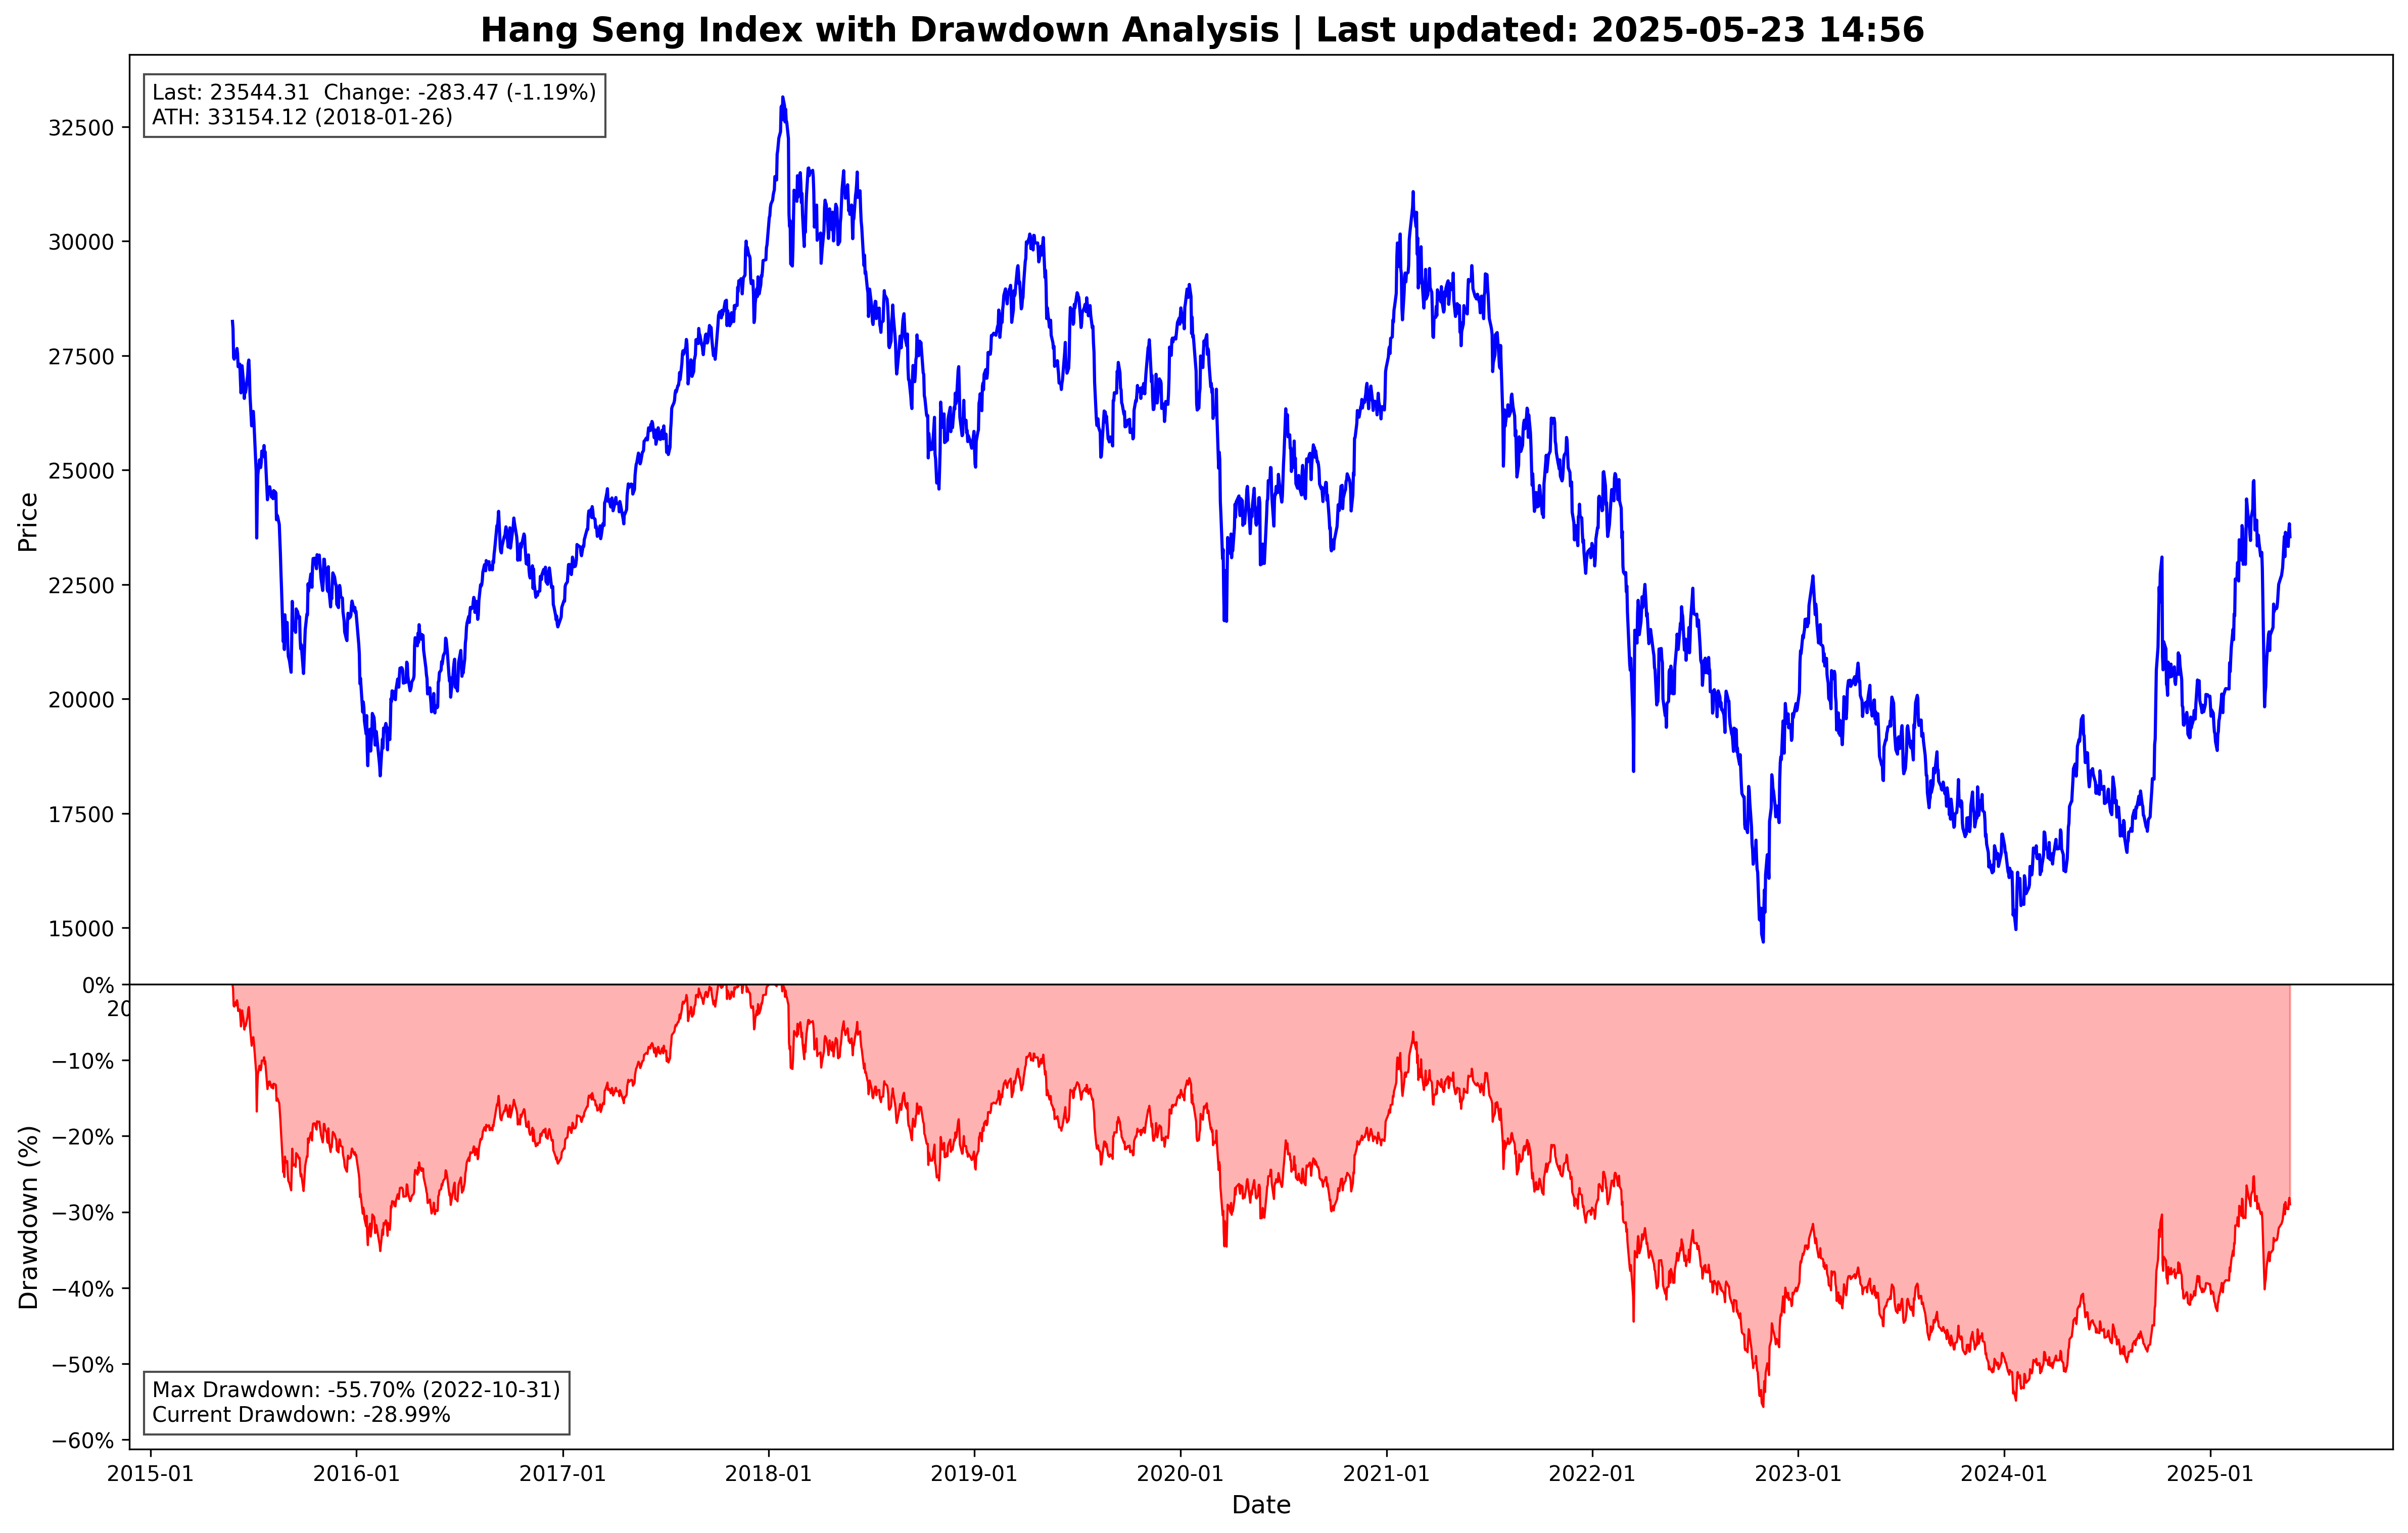 Hang Seng Index with Drawdown Analysis | Last updated: 2025-05-23 14:56
Last: 23544.31  Change: -283.47 (-1.19%)
ATH: 33154.12 (2018-01-26)
Price
32500
30000
27500
25000
22500
20000
17500
15000
20
Drawdown (%)
0%
−10%
−20%
−30%
−40%
−50%
−60%
Max Drawdown: -55.70% (2022-10-31)
Current Drawdown: -28.99%
2015-01 2016-01 2017-01 2018-01 2019-01 2020-01 2021-01 2022-01 2023-01 2024-01 2025-01
Date